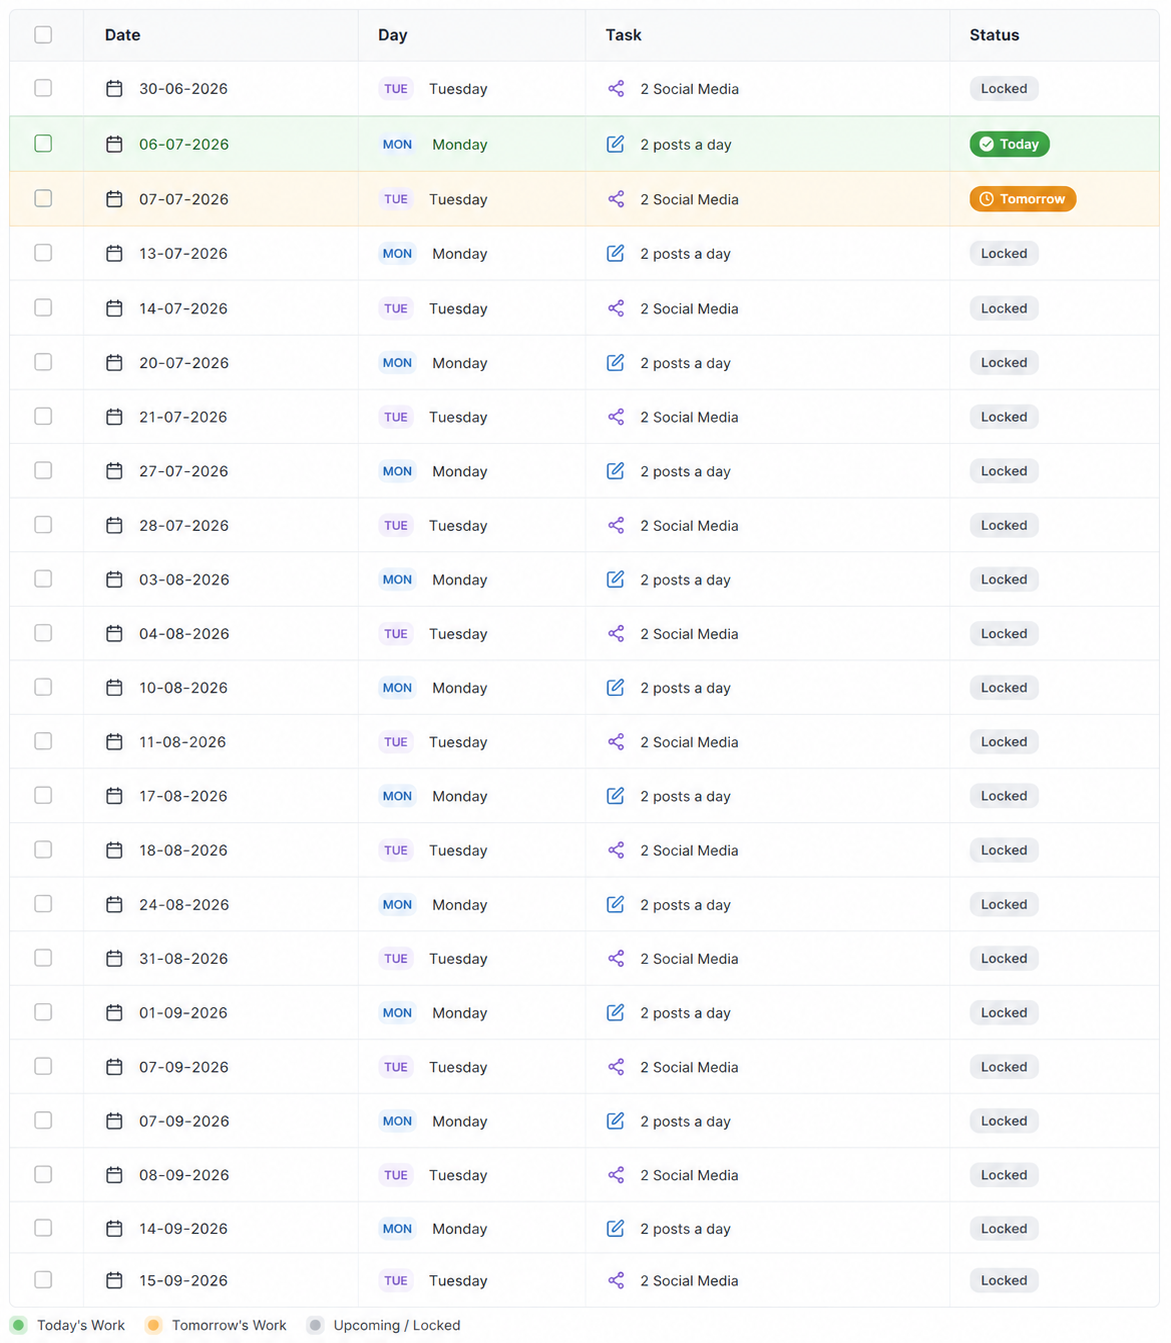 Date Day Task Status
30-06-2026 TUE Tuesday 2 Social Media Locked
06-07-2026 MON Monday 2 posts a day Today
07-07-2026 TUE Tuesday 2 Social Media Tomorrow
13-07-2026 MON Monday 2 posts a day Locked
14-07-2026 TUE Tuesday 2 Social Media Locked
20-07-2026 MON Monday 2 posts a day Locked
21-07-2026 TUE Tuesday 2 Social Media Locked
27-07-2026 MON Monday 2 posts a day Locked
28-07-2026 TUE Tuesday 2 Social Media Locked
03-08-2026 MON Monday 2 posts a day Locked
04-08-2026 TUE Tuesday 2 Social Media Locked
10-08-2026 MON Monday 2 posts a day Locked
11-08-2026 TUE Tuesday 2 Social Media Locked
17-08-2026 MON Monday 2 posts a day Locked
18-08-2026 TUE Tuesday 2 Social Media Locked
24-08-2026 MON Monday 2 posts a day Locked
31-08-2026 TUE Tuesday 2 Social Media Locked
01-09-2026 MON Monday 2 posts a day Locked
07-09-2026 TUE Tuesday 2 Social Media Locked
07-09-2026 MON Monday 2 posts a day Locked
08-09-2026 TUE Tuesday 2 Social Media Locked
14-09-2026 MON Monday 2 posts a day Locked
15-09-2026 TUE Tuesday 2 Social Media Locked
Today's Work Tomorrow's Work Upcoming / Locked